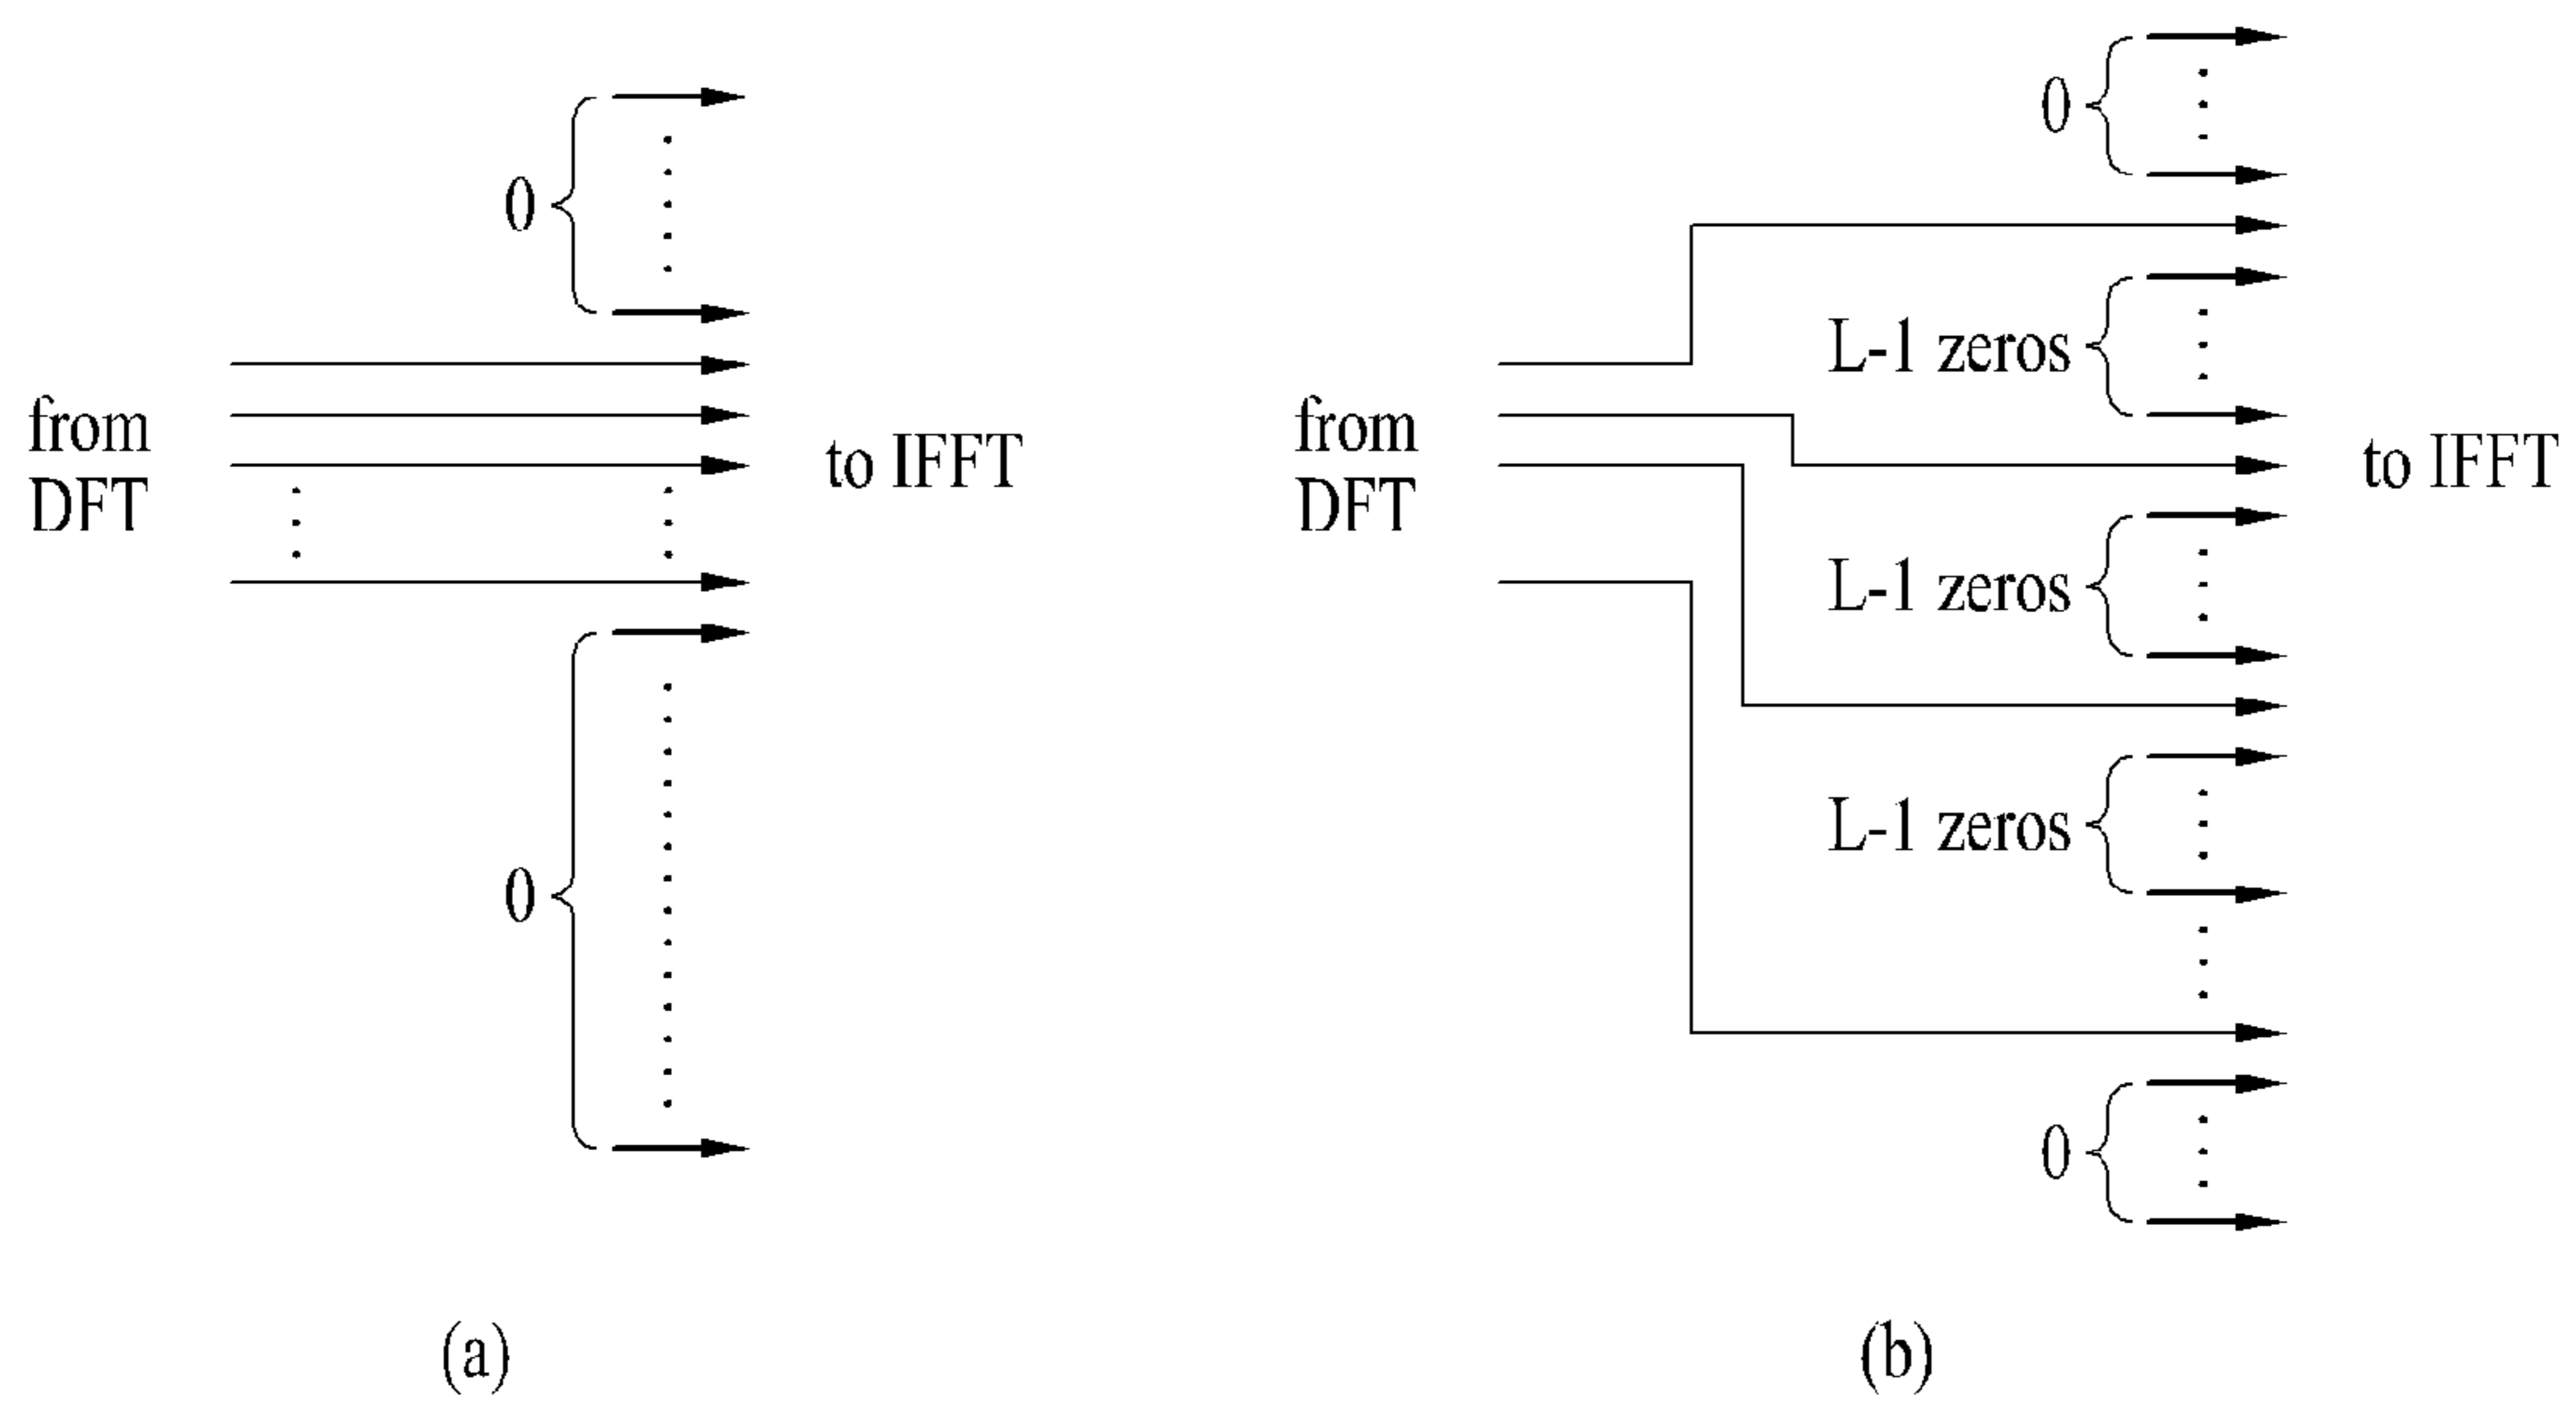 0
from
DFT
to IFFT
0
(a)
0
L-1 zeros
from
DFT
to IFFT
L-1 zeros
L-1 zeros
0
(b)